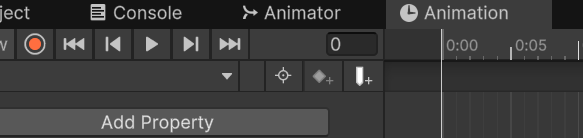 ject Console Animator Animation
w 0 0:00 0:05
Add Property